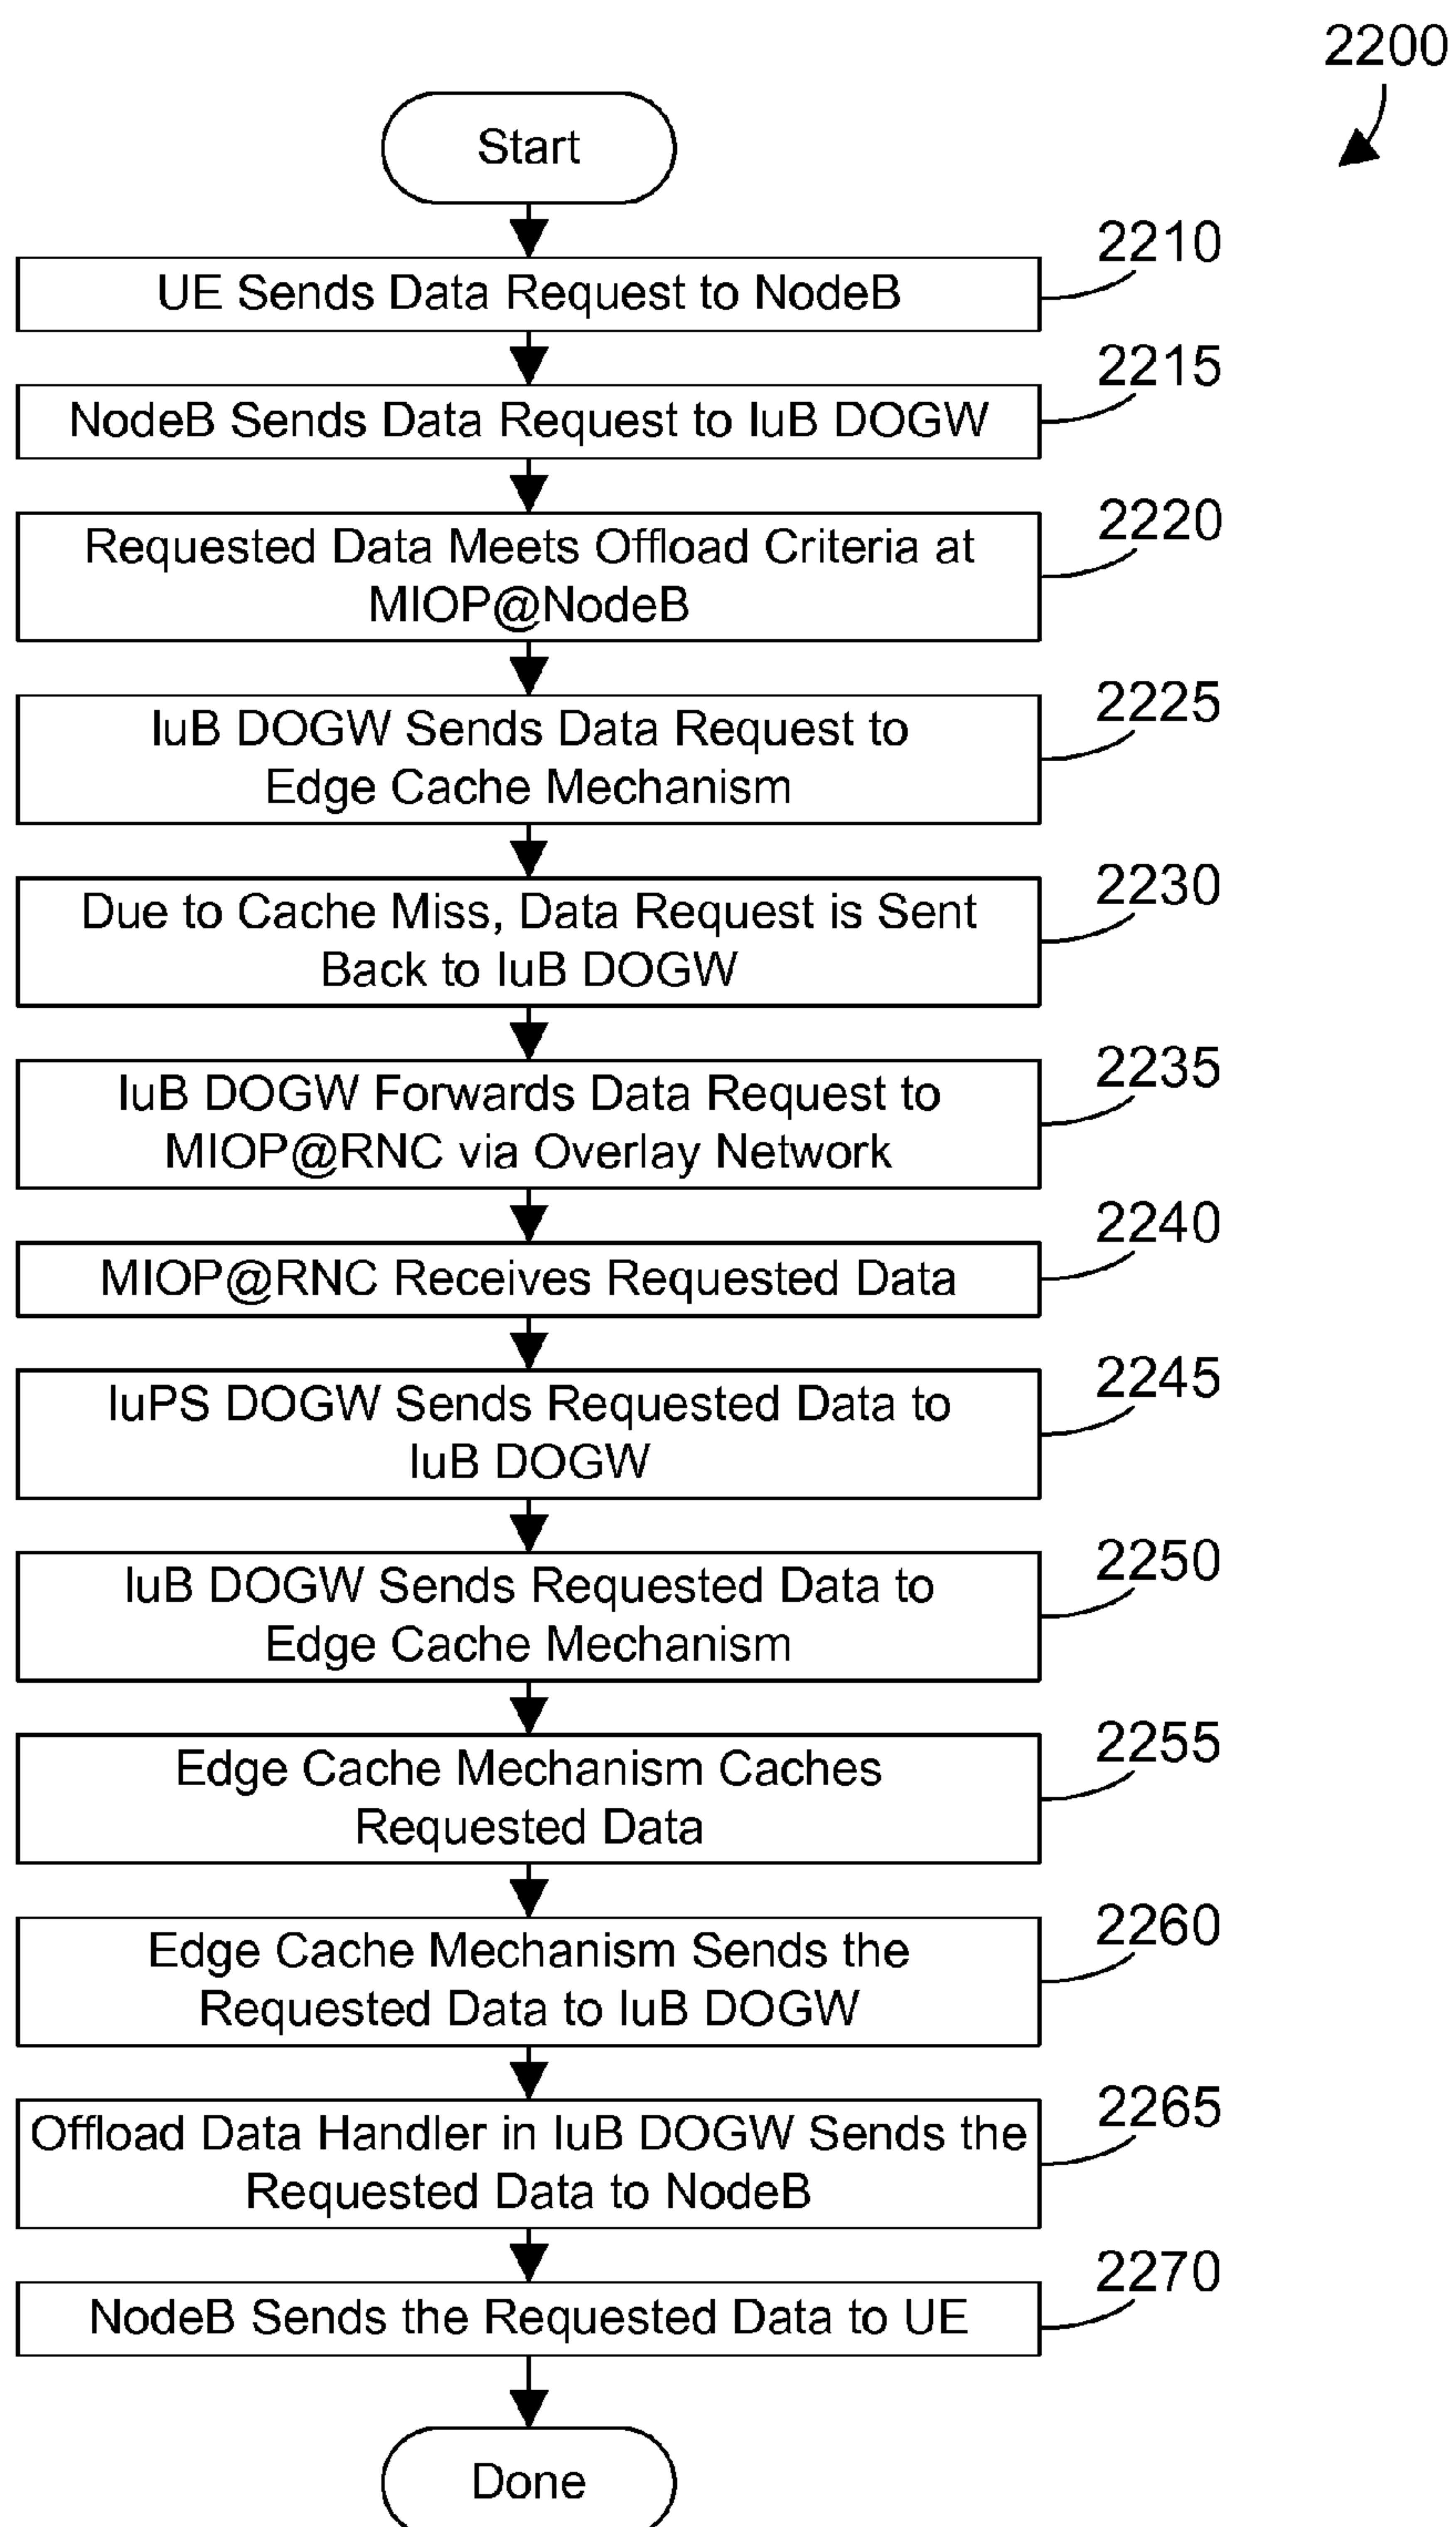 2200
Start
2210
UE Sends Data Request to NodeB
2215
NodeB Sends Data Request to IuB DOGW
2220
Requested Data Meets Offload Criteria at
MIOP@NodeB
2225
IuB DOGW Sends Data Request to
Edge Cache Mechanism
2230
Due to Cache Miss, Data Request is Sent
Back to IuB DOGW
2235
IuB DOGW Forwards Data Request to
MIOP@RNC via Overlay Network
2240
MIOP@RNC Receives Requested Data
2245
IuPS DOGW Sends Requested Data to
IuB DOGW
2250
IuB DOGW Sends Requested Data to
Edge Cache Mechanism
2255
Edge Cache Mechanism Caches
Requested Data
2260
Edge Cache Mechanism Sends the
Requested Data to IuB DOGW
2265
Offload Data Handler in IuB DOGW Sends the
Requested Data to NodeB
2270
NodeB Sends the Requested Data to UE
Done